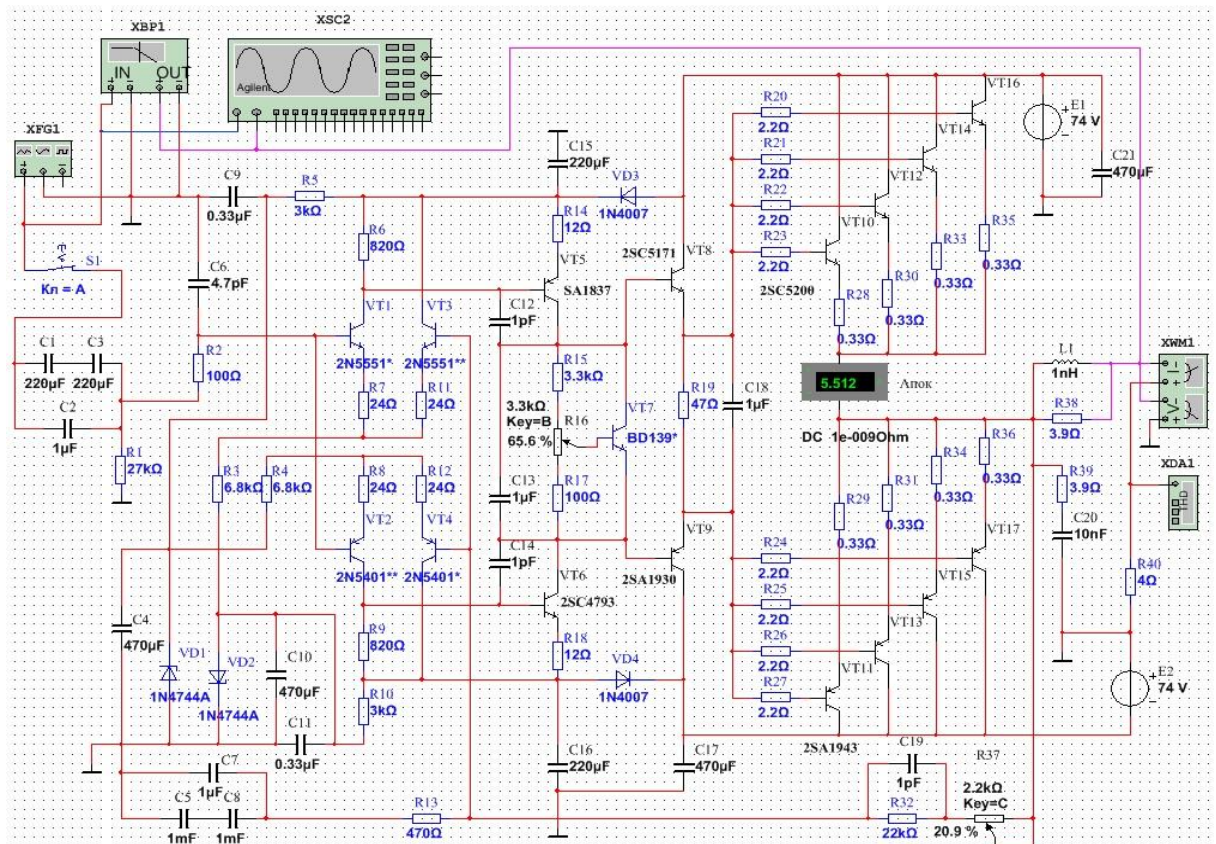 XBP1
IN OUT
XSC2
Agilent
XFG1
S1
Кл = А
C1
220µF
C3
220µF
C2
1µF
R1
27kΩ
C6
4.7pF
R2
100Ω
C9
0.33µF
R5
3kΩ
R6
820Ω
VT1
2N5551*
VT3
2N5551**
R7
24Ω
R11
24Ω
R3
6.8kΩ
R4
6.8kΩ
R8
24Ω
R12
24Ω
VT2
2N5401**
VT4
2N5401*
R9
820Ω
R10
3kΩ
C4
470µF
VD1
1N4744A
VD2
1N4744A
C10
470µF
C11
0.33µF
C7
1µF
C5
1mF
C8
1mF
R13
470Ω
C15
220µF
R14
12Ω
VD3
1N4007
VT5
SA1837
C12
1pF
R15
3.3kΩ
3.3kΩ
Key=B
65.6 %
R16
VT7
BD139*
C13
1µF
R17
100Ω
C14
1pF
VT6
2SC4793
R18
12Ω
VD4
1N4007
C16
220µF
C17
470µF
2SC5171
VT8
R19
47Ω
C18
1µF
VT9
2SA1930
R20
2.2Ω
R21
2.2Ω
R22
2.2Ω
R23
2.2Ω
VT16
VT14
VT12
VT10
2SC5200
R28
0.33Ω
R30
0.33Ω
R33
0.33Ω
R35
0.33Ω
E1
74 V
C21
470µF
5.512
Апок
DC 1e-009Ohm
R29
0.33Ω
R31
0.33Ω
R34
0.33Ω
R36
0.33Ω
R24
2.2Ω
R25
2.2Ω
R26
2.2Ω
R27
2.2Ω
VT17
VT15
VT13
VT11
2SA1943
L1
1nH
R38
3.9Ω
XWM1
I
V
R39
3.9Ω
C20
10nF
XDA1
THD
R40
4Ω
E2
74 V
C19
1pF
R32
22kΩ
R37
2.2kΩ
Key=C
20.9 %